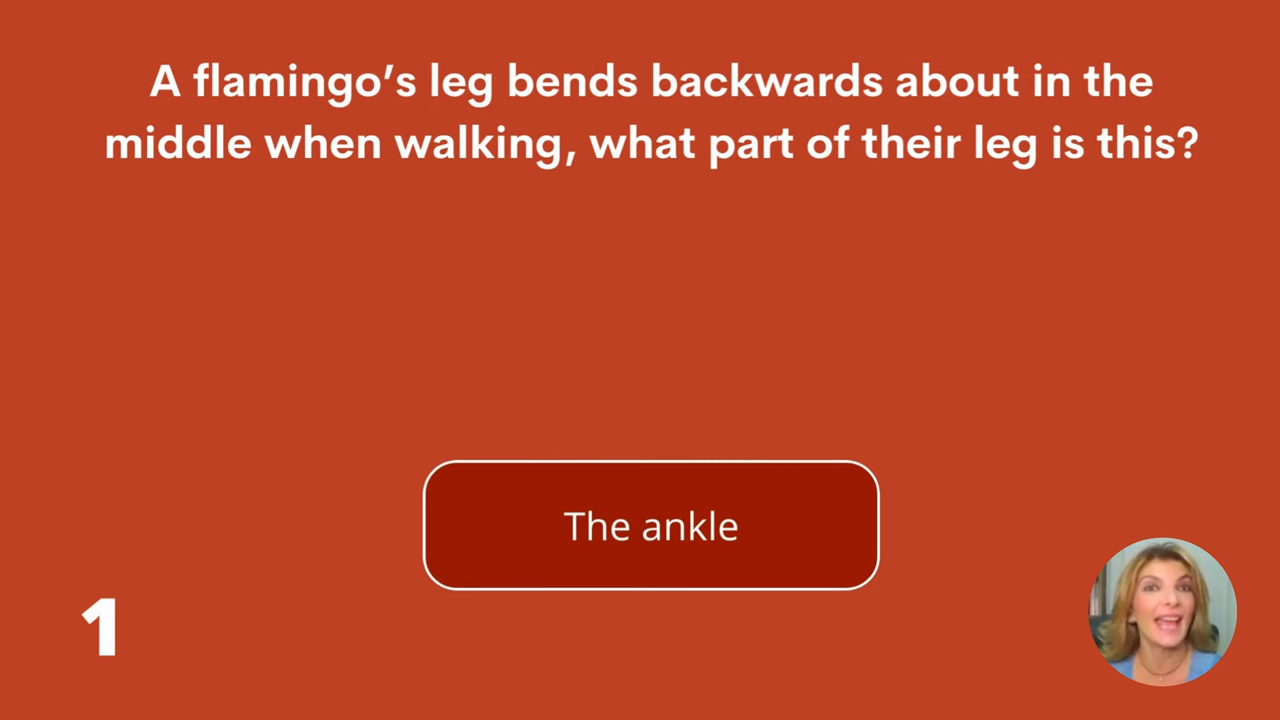 A flamingo’s leg bends backwards about in the
middle when walking, what part of their leg is this?
The ankle
1